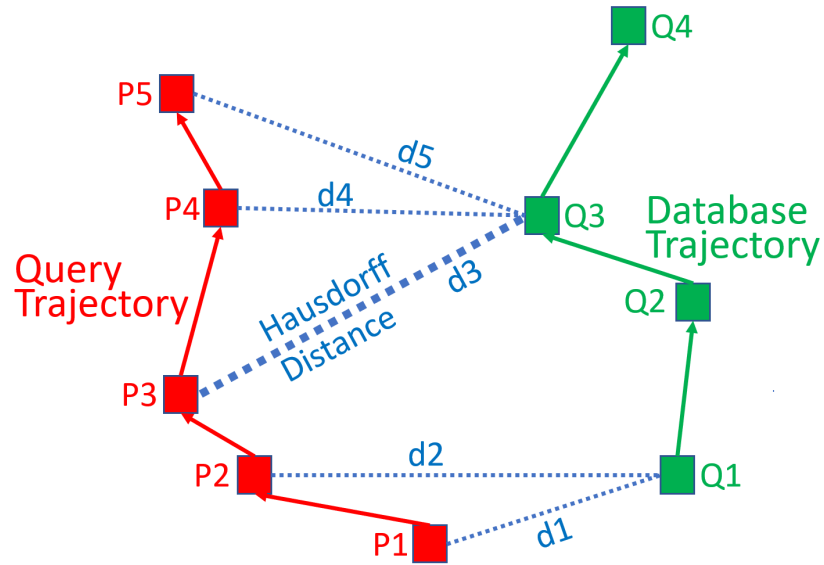 Q4
P5
d5
d4
P4
Q3
Database
Trajectory
Query
Trajectory
Hausdorff
d3
Distance
Q2
P3
d2
P2
Q1
P1
d1